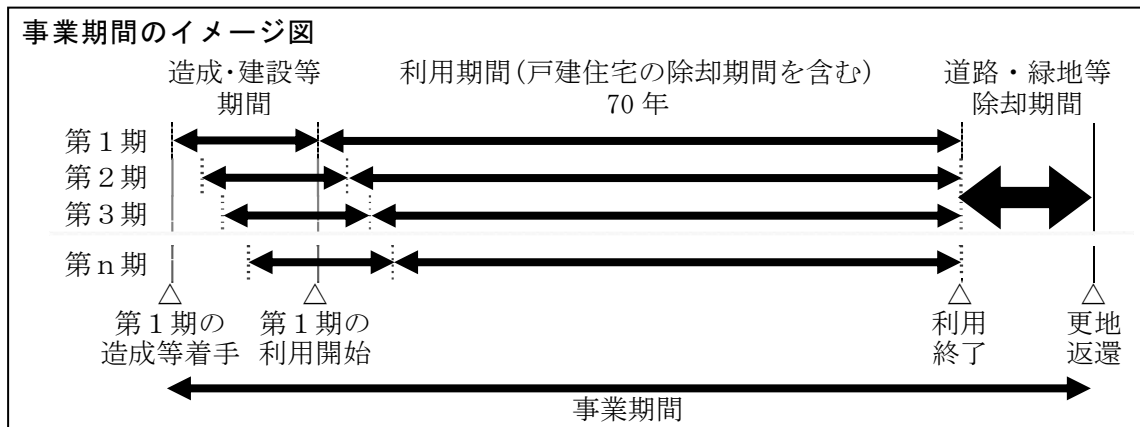 事業期間のイメージ図
造成・建設等
期間
利用期間(戸建住宅の除却期間を含む)
70年
道路・緑地等
除却期間
第1期
第2期
第3期
第n期
△
第1期の
造成等着手
△
第1期の
利用開始
△
利用
終了
△
更地
返還
事業期間